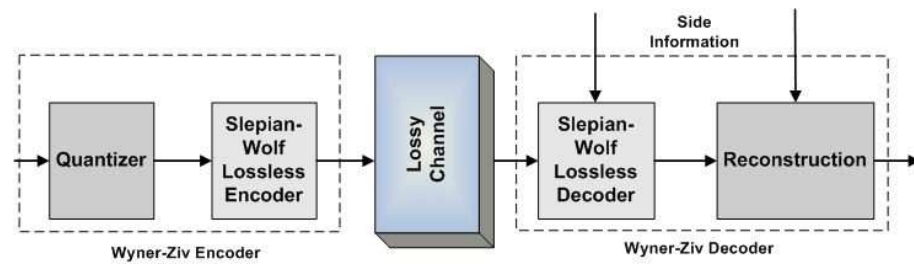 Side
Information
Quantizer
Slepian-
Wolf
Lossless
Encoder
Lossy
Channel
Slepian-
Wolf
Lossless
Decoder
Reconstruction
Wyner-Ziv Encoder
Wyner-Ziv Decoder